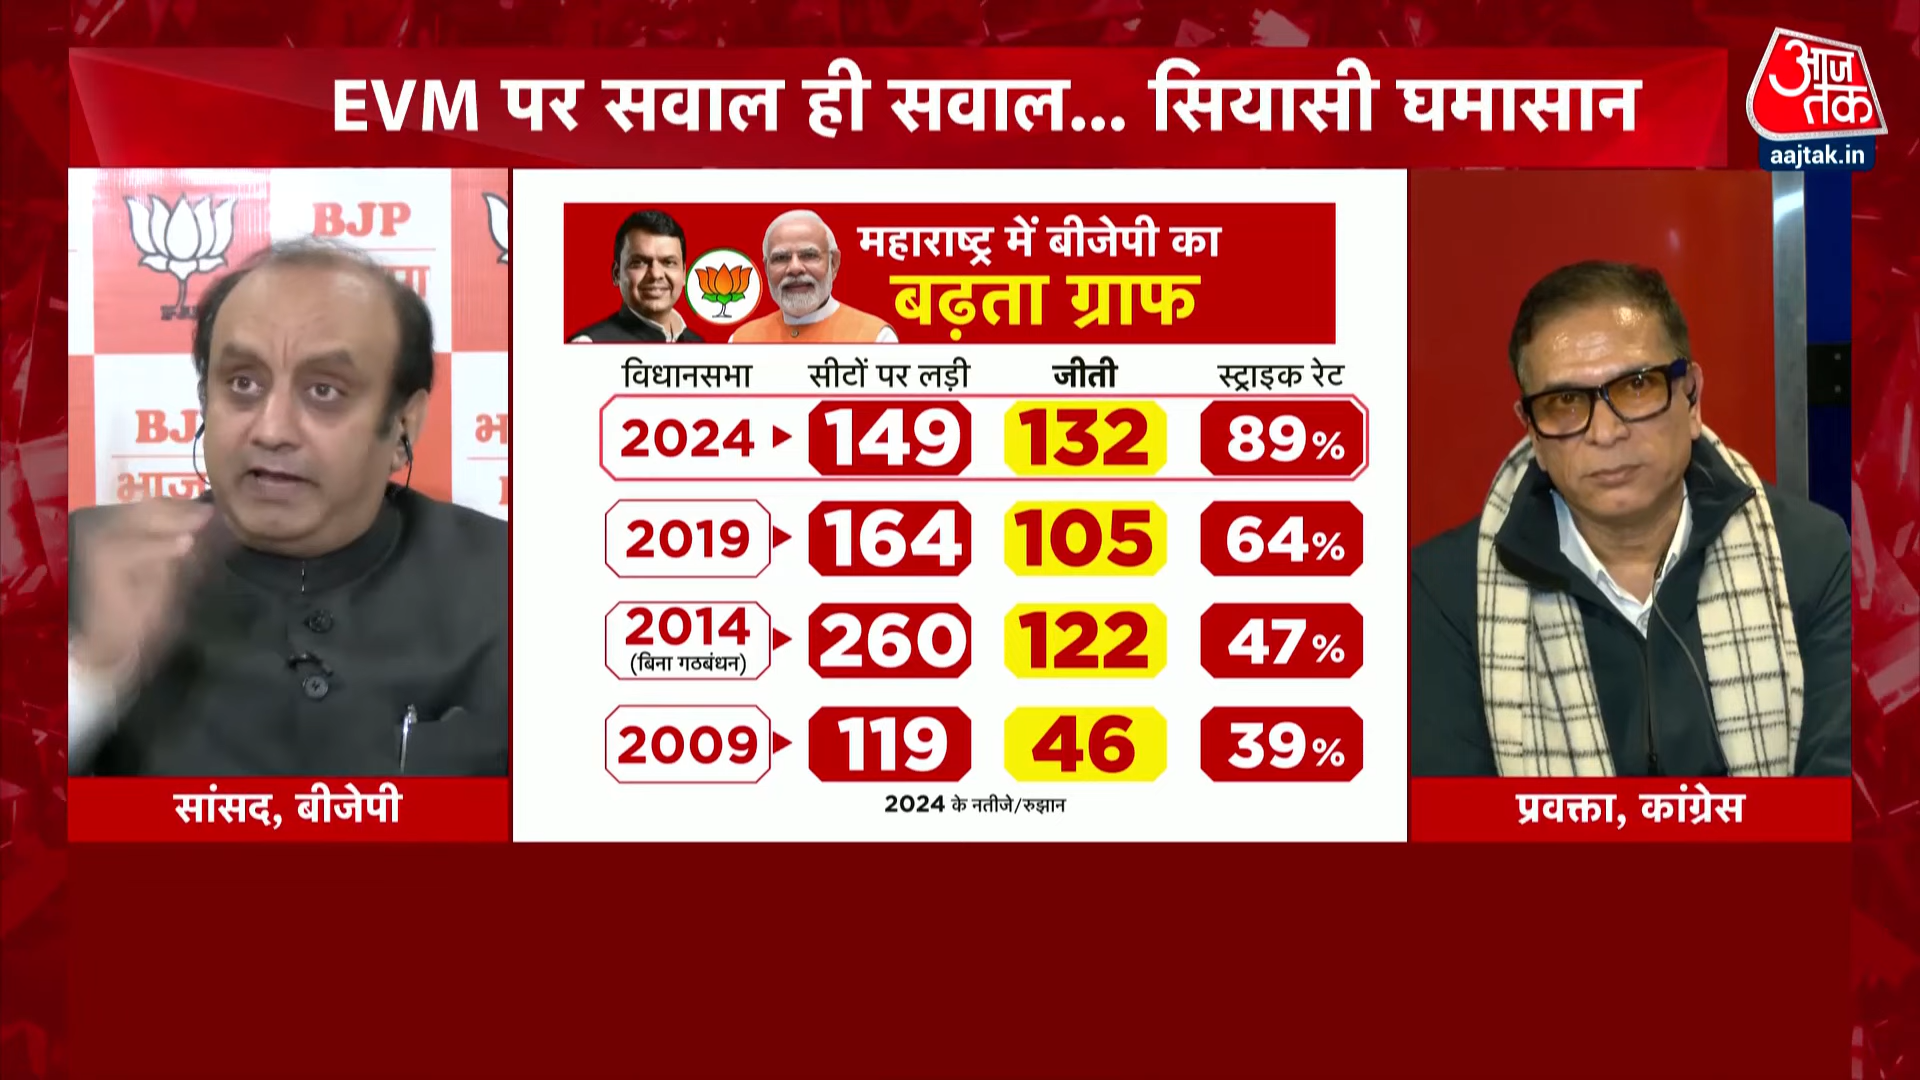 EVM पर सवाल ही सवाल... सियासी घमासान
आज
तक
aajtak.in
BJP
BJ
भाज
महाराष्ट्र में बीजेपी का
बढ़ता ग्राफ
विधानसभा सीटों पर लड़ी जीती स्ट्राइक रेट
2024 149 132 89%
2019 164 105 64%
2014 260 122 47%
(बिना गठबंधन)
2009 119 46 39%
2024 के नतीजे/रुझान
सांसद, बीजेपी
प्रवक्ता, कांग्रेस